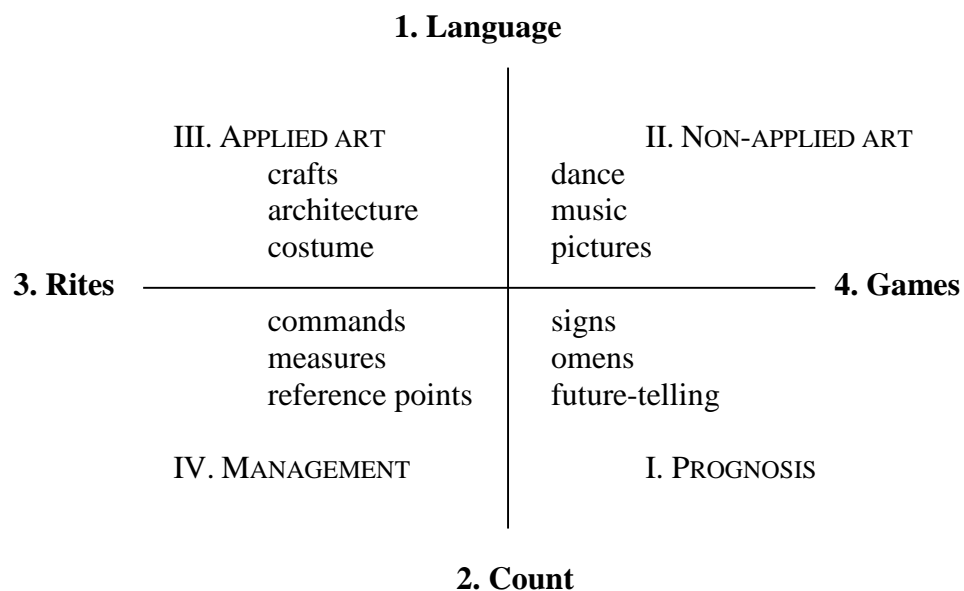 1. Language
III. APPLIED ART II. NON-APPLIED ART
crafts dance
architecture music
costume pictures
3. Rites 4. Games
commands signs
measures omens
reference points future-telling
IV. MANAGEMENT I. PROGNOSIS
2. Count